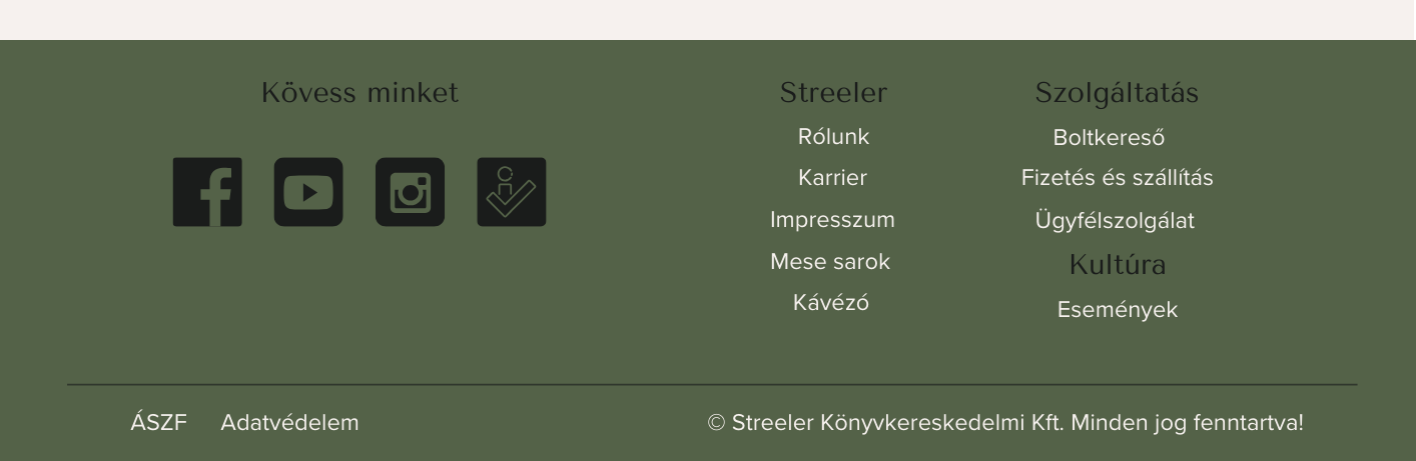 Kövess minket
Streeler
Rólunk
Karrier
Impresszum
Mese sarok
Kávézó
Szolgáltatás
Boltkereső
Fizetés és szállítás
Ügyfélszolgálat
Kultúra
Események
ÁSZF
Adatvédelem
© Streeler Könyvkereskedelmi Kft. Minden jog fenntartva!